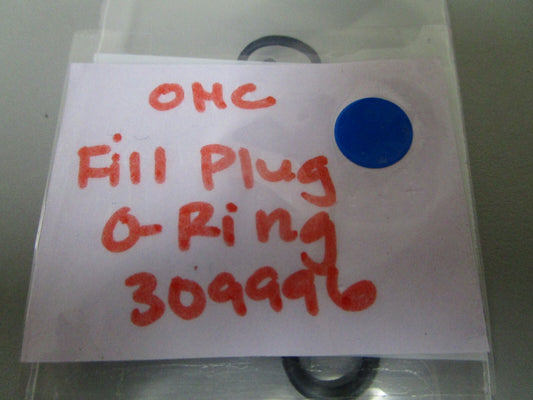 OMC
Fill Plug
O-Ring
309996